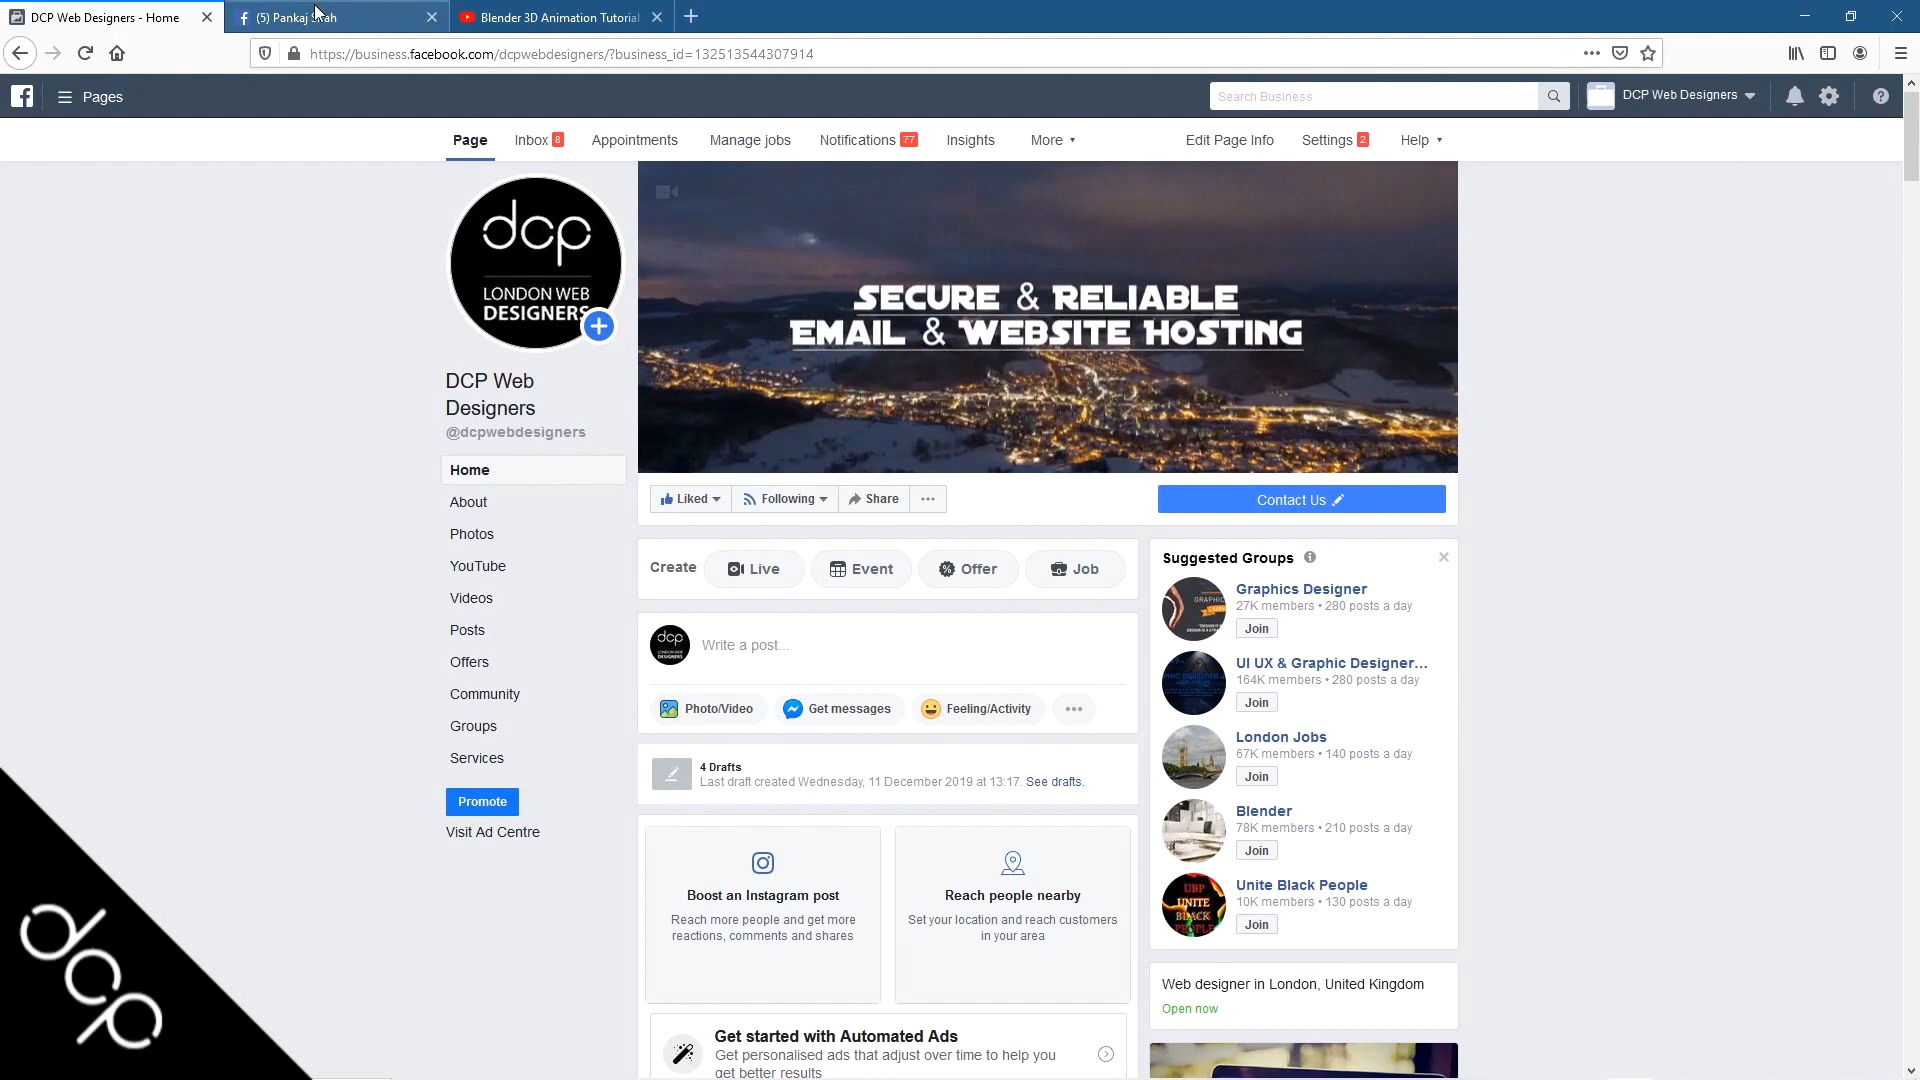 DCP Web Designers - Home
(5) Pankaj
Blender 3D Animation Tutorial
https://business.facebook.com/dcpwebdesigners/?business_id=132513544307914
Pages
Search Business
DCP Web Designers
Page
Inbox 8
Appointments
Manage jobs
Notifications 77
Insights
More
Edit Page Info
Settings 2
Help
dcp
LONDON WEB
DESIGNERS
SECURE & RELIABLE
EMAIL & WEBSITE HOSTING
DCP Web
Designers
@dcpwebdesigners
Home
About
Photos
YouTube
Videos
Posts
Offers
Community
Groups
Services
Promote
Visit Ad Centre
Liked
Following
Share
Contact Us
Create
Live
Event
Offer
Job
dcp
LONDON WEB
DESIGNERS
Write a post...
Photo/Video
Get messages
Feeling/Activity
4 Drafts
Last draft created Wednesday, 11 December 2019 at 13:17. See drafts.
Boost an Instagram post
Reach more people and get more
reactions, comments and shares
Reach people nearby
Set your location and reach customers
in your area
Get started with Automated Ads
Get personalised ads that adjust over time to help you
get better results
Suggested Groups
Graphics Designer
27K members • 280 posts a day
Join
UI UX & Graphic Designer...
164K members • 280 posts a day
Join
London Jobs
67K members • 140 posts a day
Join
Blender
78K members • 210 posts a day
Join
UBP
UNITE
BLACK
PEOPLE
Unite Black People
10K members • 130 posts a day
Join
Web designer in London, United Kingdom
Open now
dcp